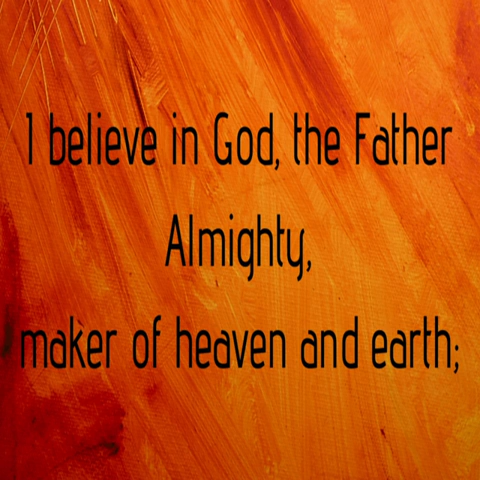 I believe in God, the Father
Almighty,
maker of heaven and earth;